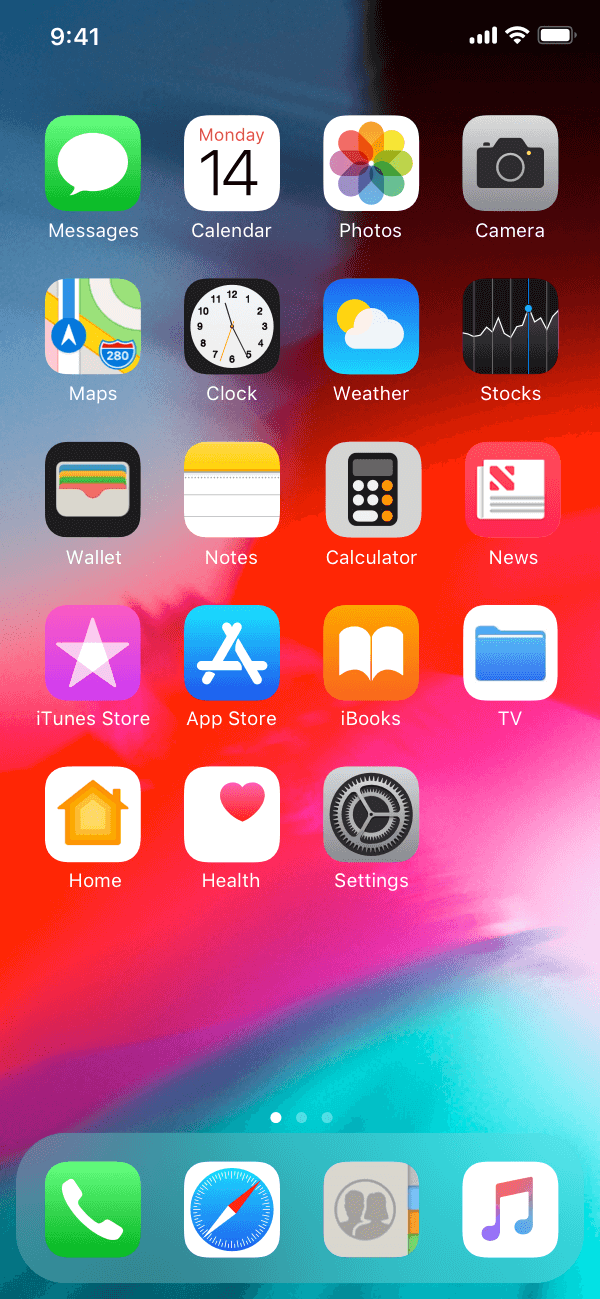 9:41
Monday
14
Messages
Calendar
Photos
Camera
280
12
11
1
10
2
9
3
8
4
7
5
6
Maps
Clock
Weather
Stocks
Wallet
Notes
Calculator
News
iTunes Store
App Store
iBooks
TV
Home
Health
Settings